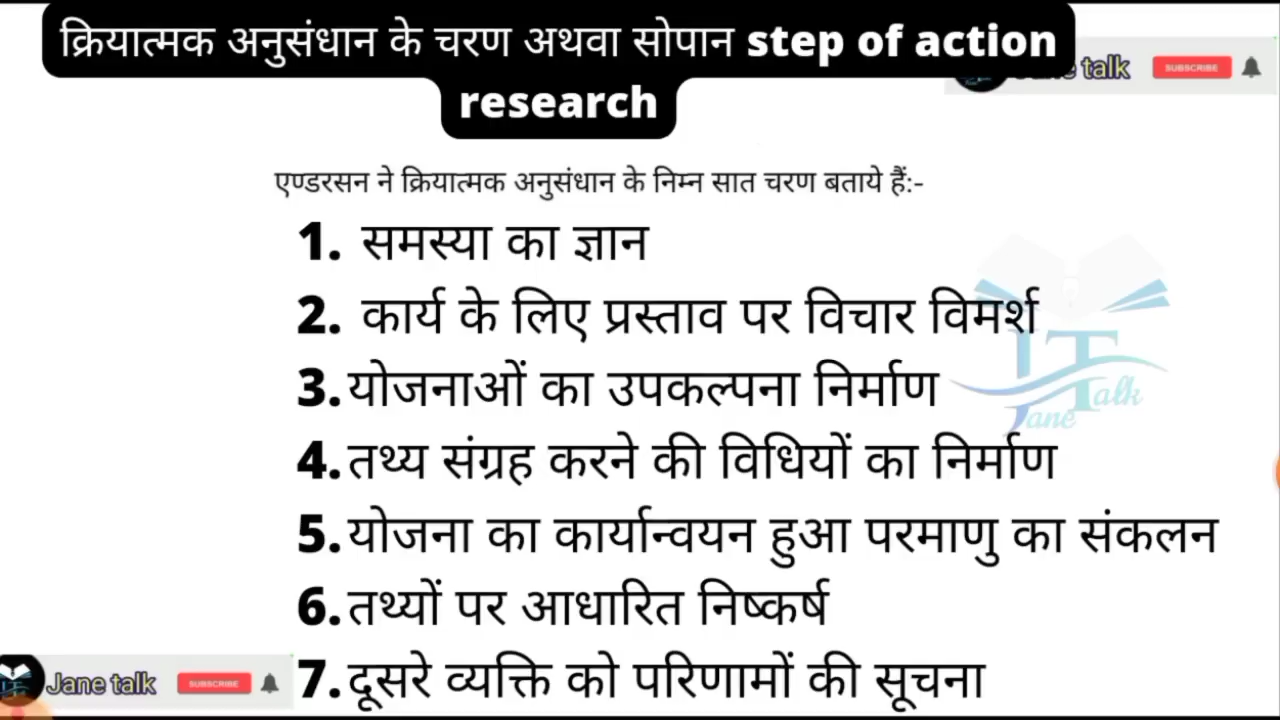 क्रियात्मक अनुसंधान के चरण अथवा सोपान step of action
research
talk
SUBSCRIBE
एण्डरसन ने क्रियात्मक अनुसंधान के निम्न सात चरण बताये हैं:-
1. समस्या का ज्ञान
2. कार्य के लिए प्रस्ताव पर विचार विमर्श
3. योजनाओं का उपकल्पना निर्माण
JT
Jane Talk
4. तथ्य संग्रह करने की विधियों का निर्माण
5. योजना का कार्यान्वयन हुआ परमाणु का संकलन
6. तथ्यों पर आधारित निष्कर्ष
7. दूसरे व्यक्ति को परिणामों की सूचना
Jane talk
SUBSCRIBE